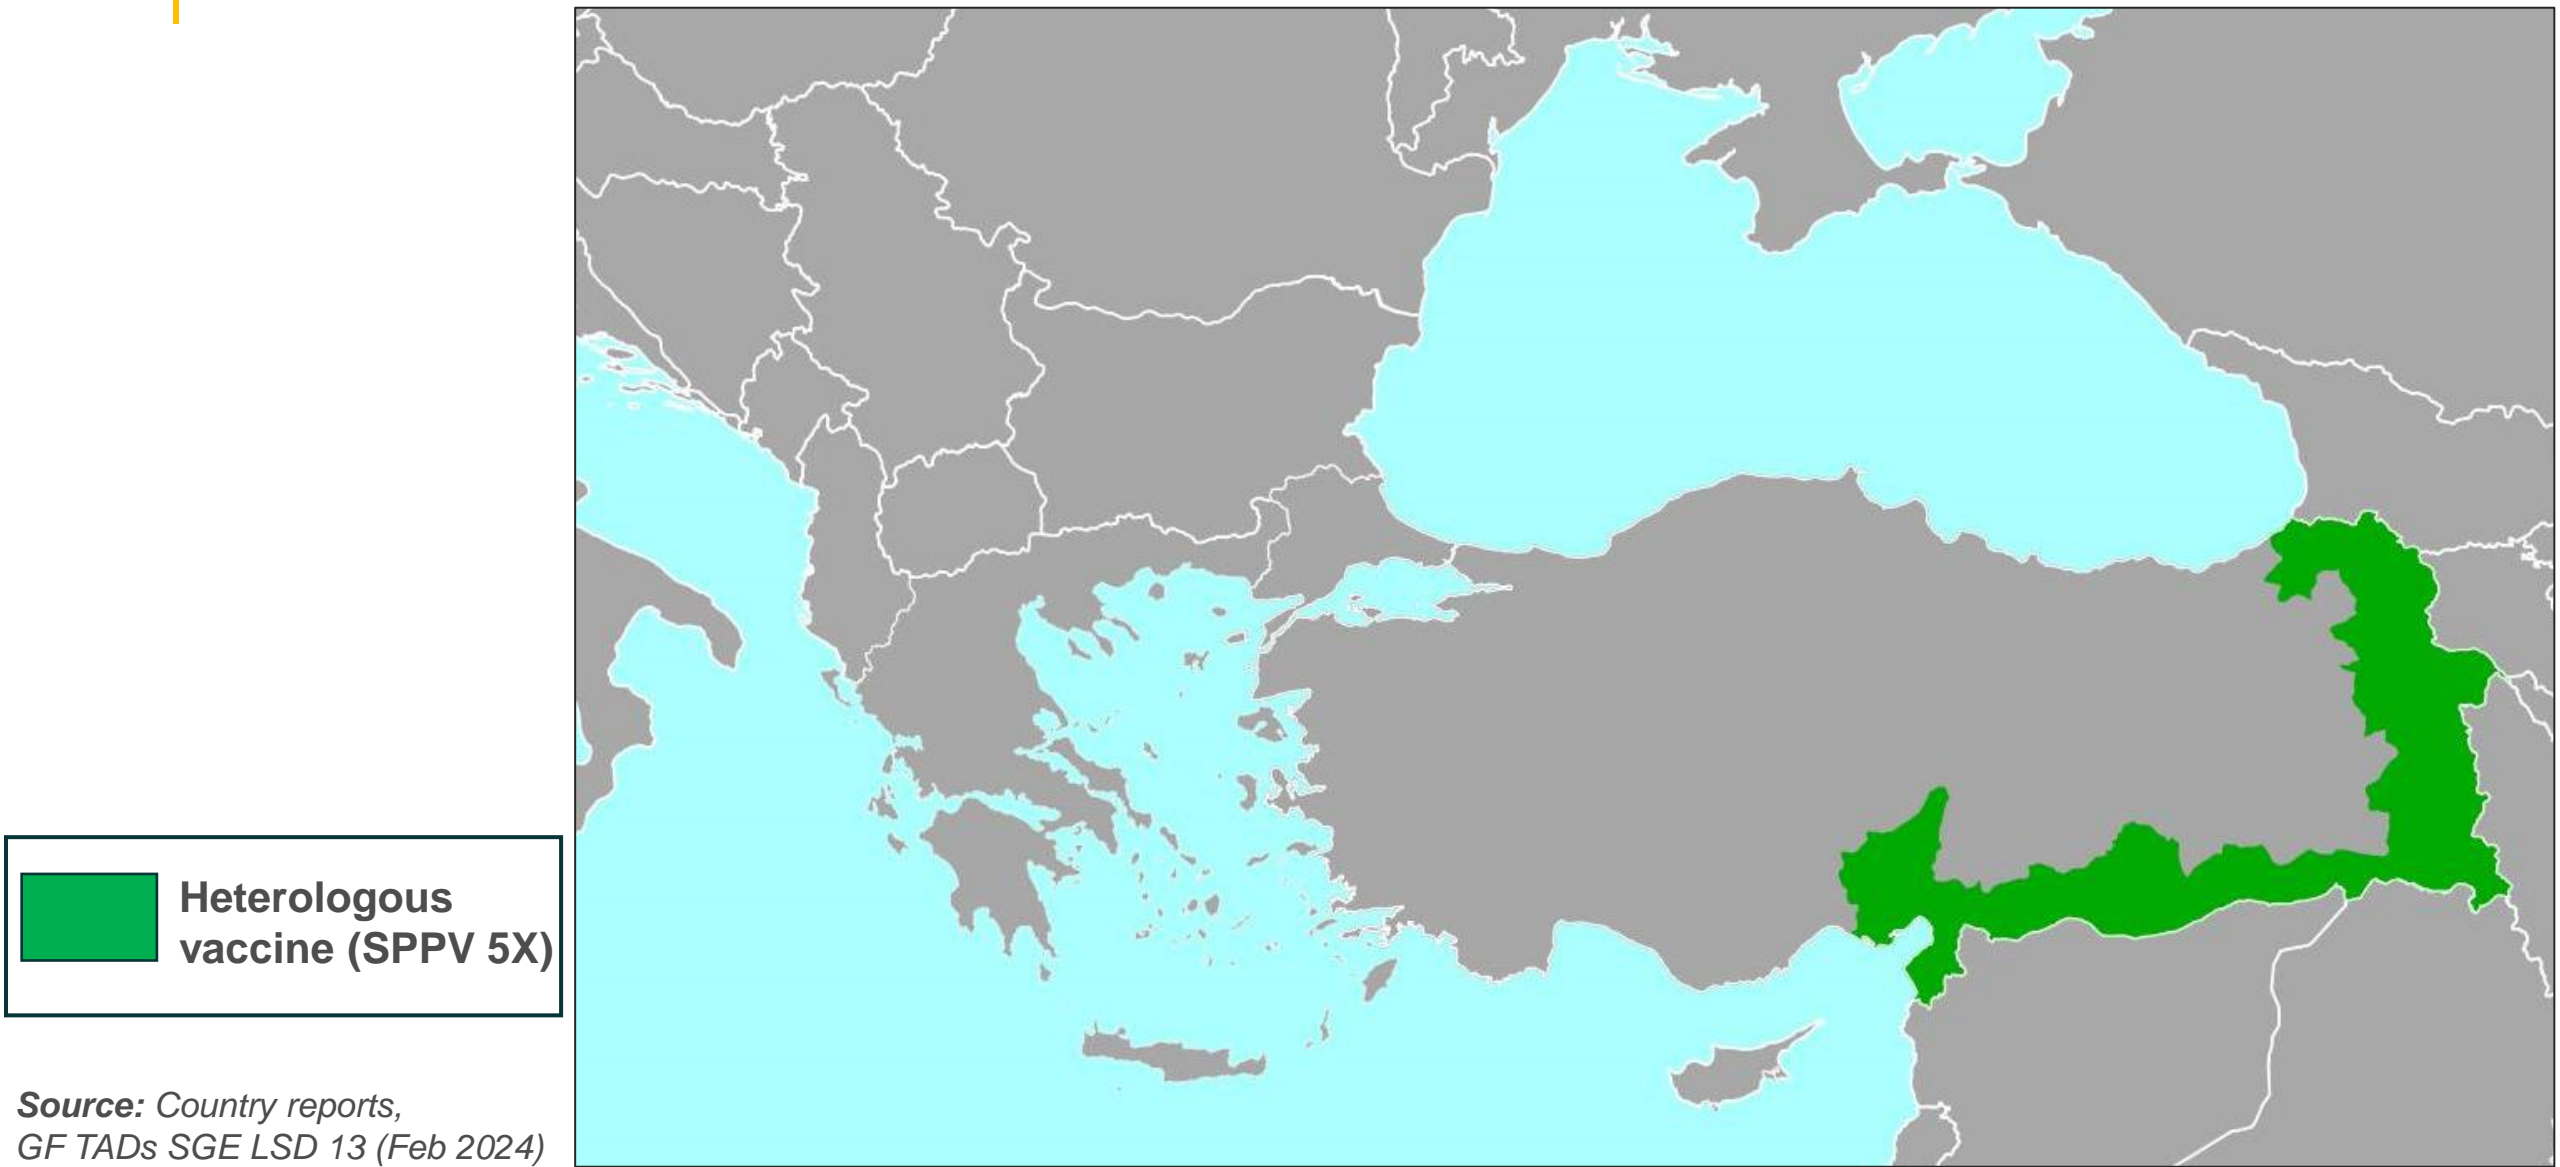 Heterologous
vaccine (SPPV 5X)
Source: Country reports,
GF TADs SGE LSD 13 (Feb 2024)